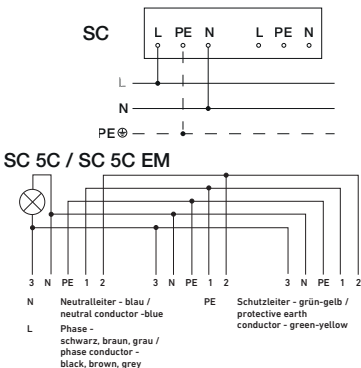 SC
L PE N L PE N
L
N
PE
SC 5C / SC 5C EM
3 N PE 1 2 3 N PE 1 2 3 N PE 1 2
N Neutralleiter - blau /
neutral conductor -blue
L Phase -
schwarz, braun, grau /
phase conductor -
black, brown, grey
PE Schutzleiter - grün-gelb /
protective earth
conductor - green-yellow